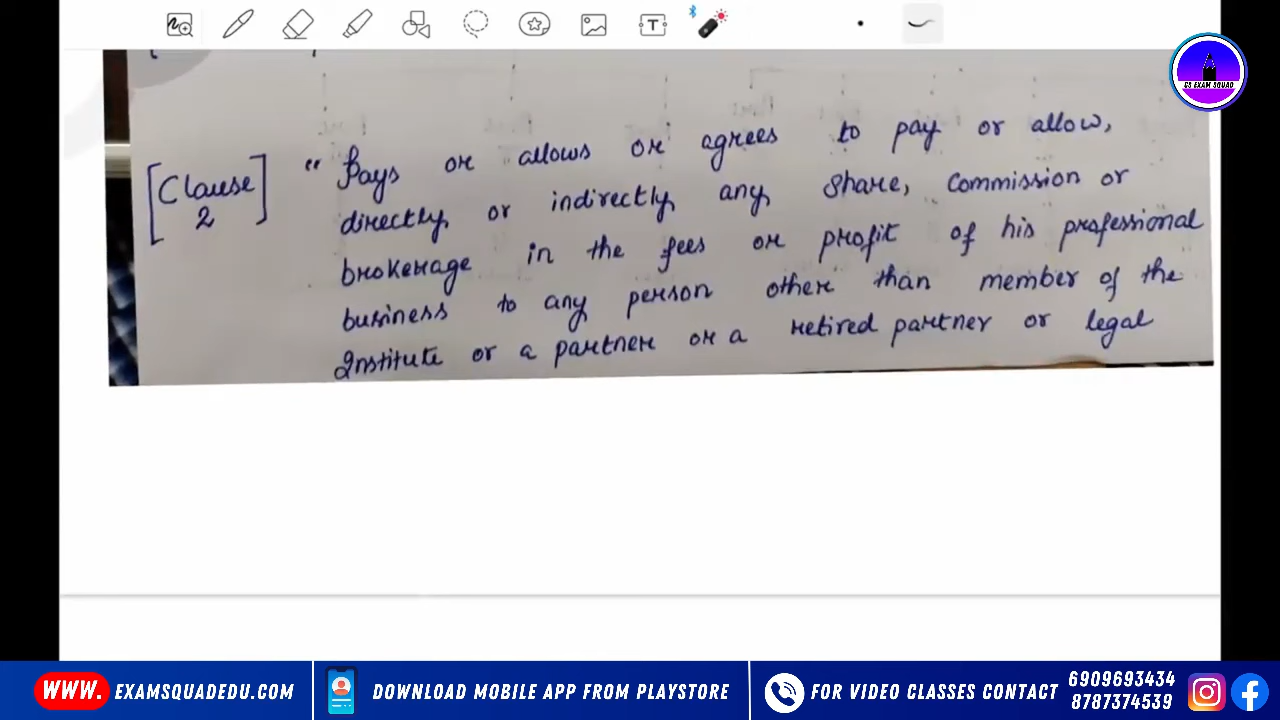 CS EXAM SQUAD
[Clause 2] " Pays or allows or agrees to pay or allow,
directly or indirectly any share, commission or
brokerage in the fees or profit of his professional
business to any person other than member of the
Institute or a partner or a retired partner or legal
WWW. EXAMSQUADEDU.COM
DOWNLOAD MOBILE APP FROM PLAYSTORE
FOR VIDEO CLASSES CONTACT
6909693434
8787374539